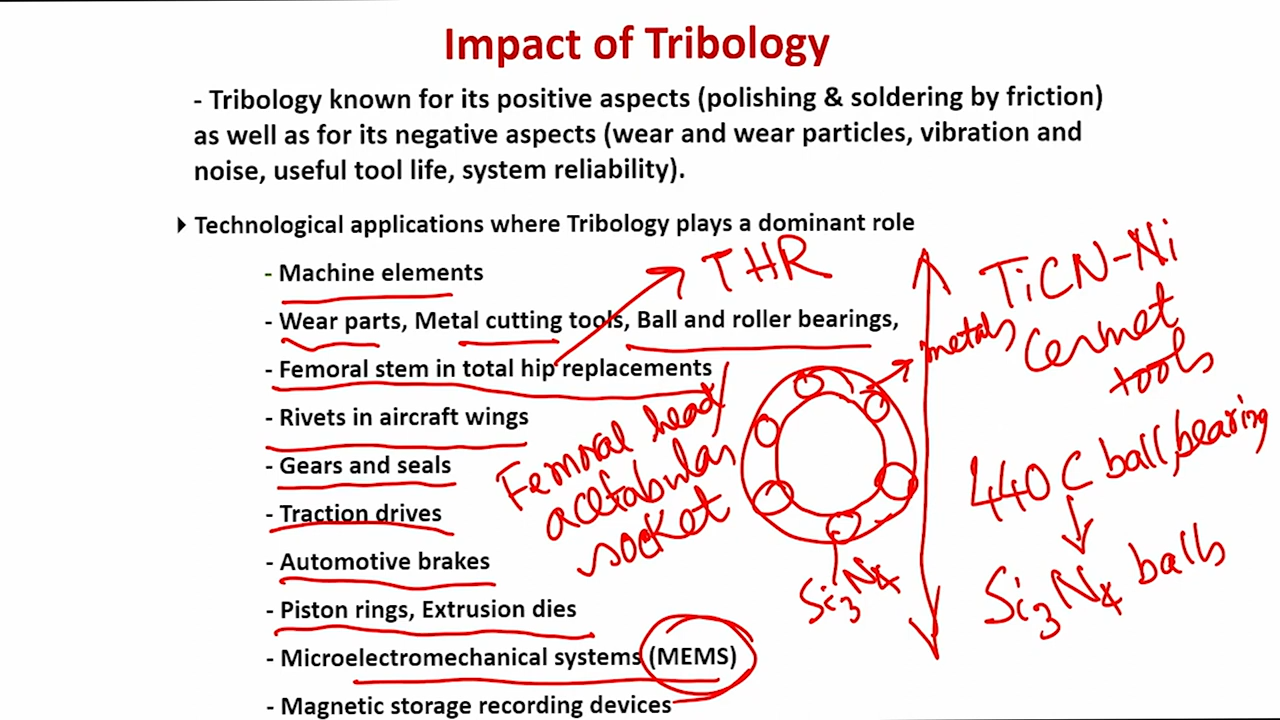 Impact of Tribology
- Tribology known for its positive aspects (polishing & soldering by friction)
as well as for its negative aspects (wear and wear particles, vibration and
noise, useful tool life, system reliability).
Technological applications where Tribology plays a dominant role
- Machine elements
- Wear parts, Metal cutting tools, Ball and roller bearings,
- Femoral stem in total hip replacements
- Rivets in aircraft wings
- Gears and seals
- Traction drives
- Automotive brakes
- Piston rings, Extrusion dies
- Microelectromechanical systems (MEMS)
- Magnetic storage recording devices
THR
Femoral head/
acetabular
socket
metals
Si3N4
TiCN-Ni
Cermet
tools
440 C ball bearing
Si3N4 balls